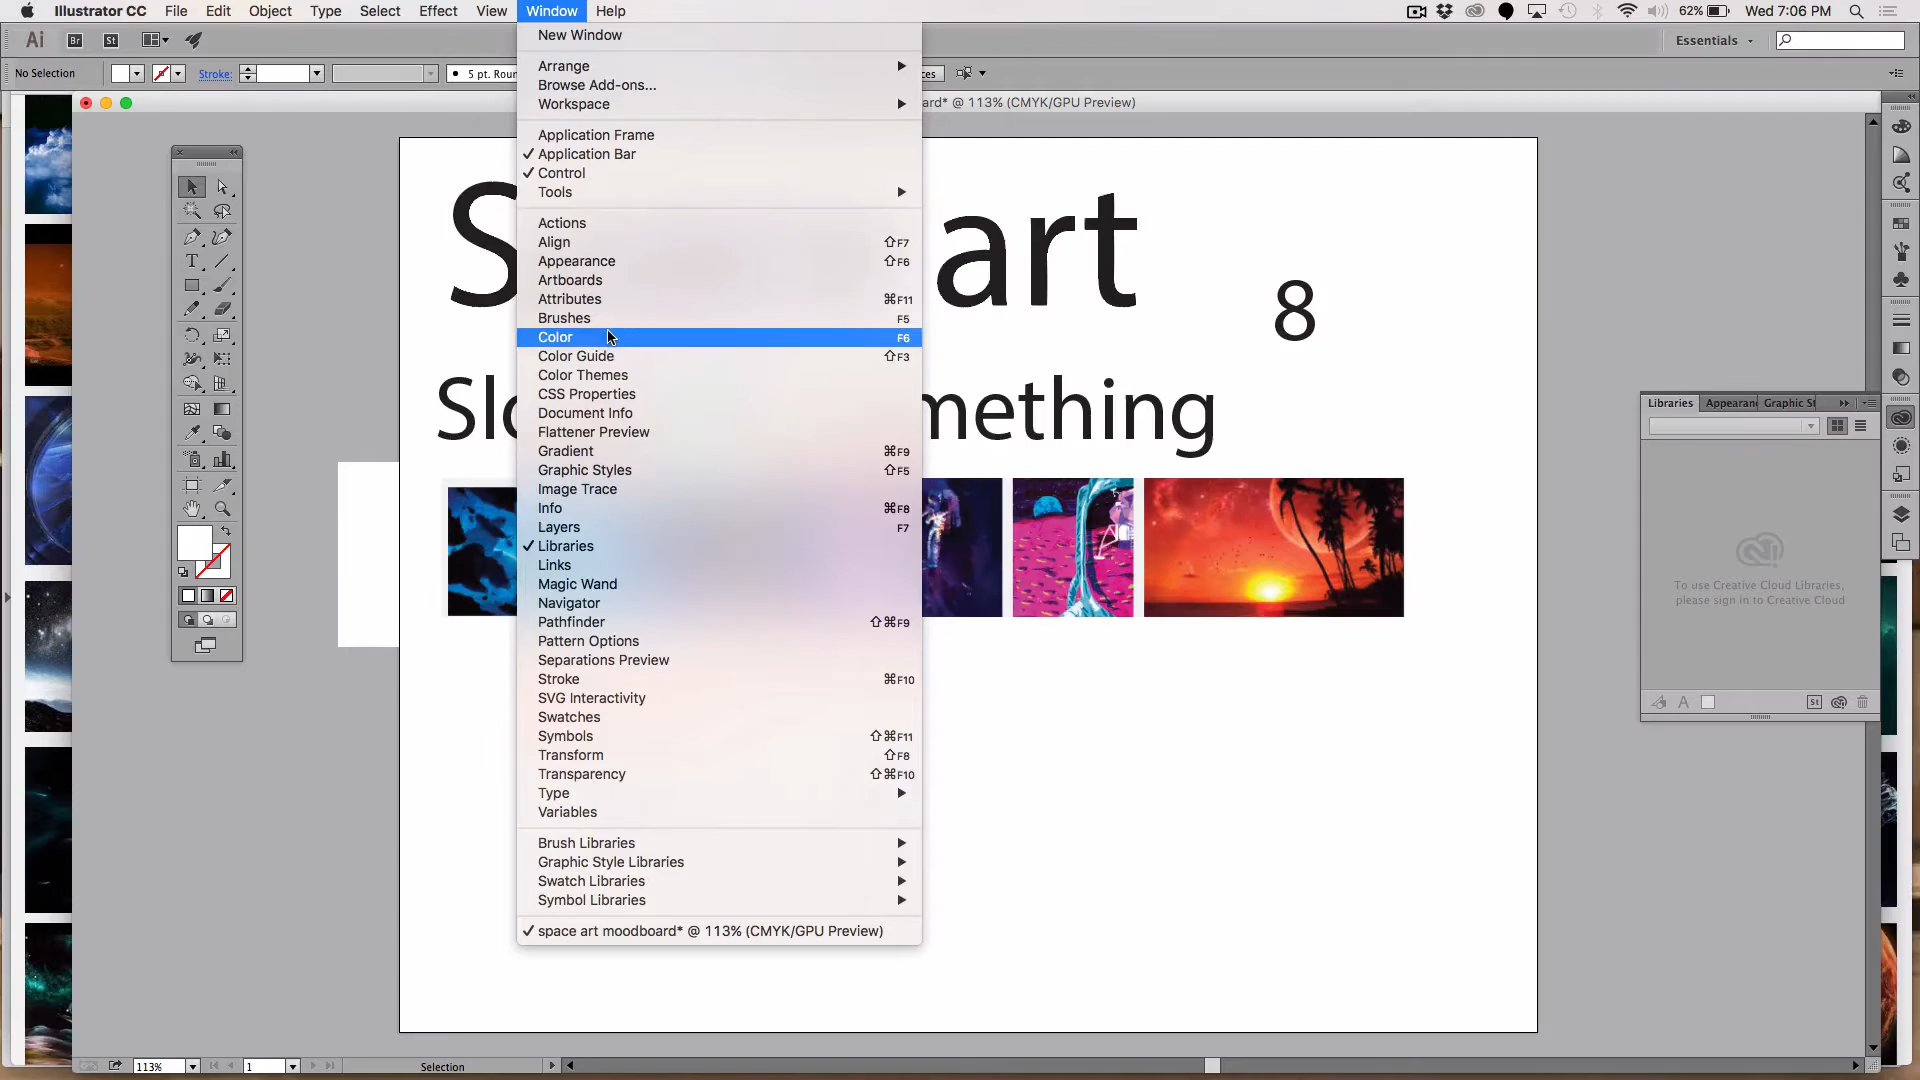 Illustrator CC File Edit Object Type Select Effect View Window Help 62% Wed 7:06 PM
Ai Br St Essentials
No Selection Stroke: 5 pt. Roun
ard* @ 113% (CMYK/GPU Preview)
New Window
Arrange
Browse Add-ons...
Workspace
Application Frame
✓ Application Bar
✓ Control
Tools
Actions
Align ⇧F7
Appearance ⇧F6
Artboards
Attributes ⌘F11
Brushes F5
Color F6
Color Guide ⇧F3
Color Themes
CSS Properties
Document Info
Flattener Preview
Gradient ⌘F9
Graphic Styles ⇧F5
Image Trace
Info ⌘F8
Layers F7
✓ Libraries
Links
Magic Wand
Navigator
Pathfinder ⇧⌘F9
Pattern Options
Separations Preview
Stroke ⌘F10
SVG Interactivity
Swatches
Symbols ⇧⌘F11
Transform ⇧F8
Transparency ⇧⌘F10
Type
Variables
Brush Libraries
Graphic Style Libraries
Swatch Libraries
Symbol Libraries
✓ space art moodboard* @ 113% (CMYK/GPU Preview)
S art
8
Slo mething
Libraries Appearan Graphic St
To use Creative Cloud Libraries,
please sign in to Creative Cloud
A St
113% 1 Selection